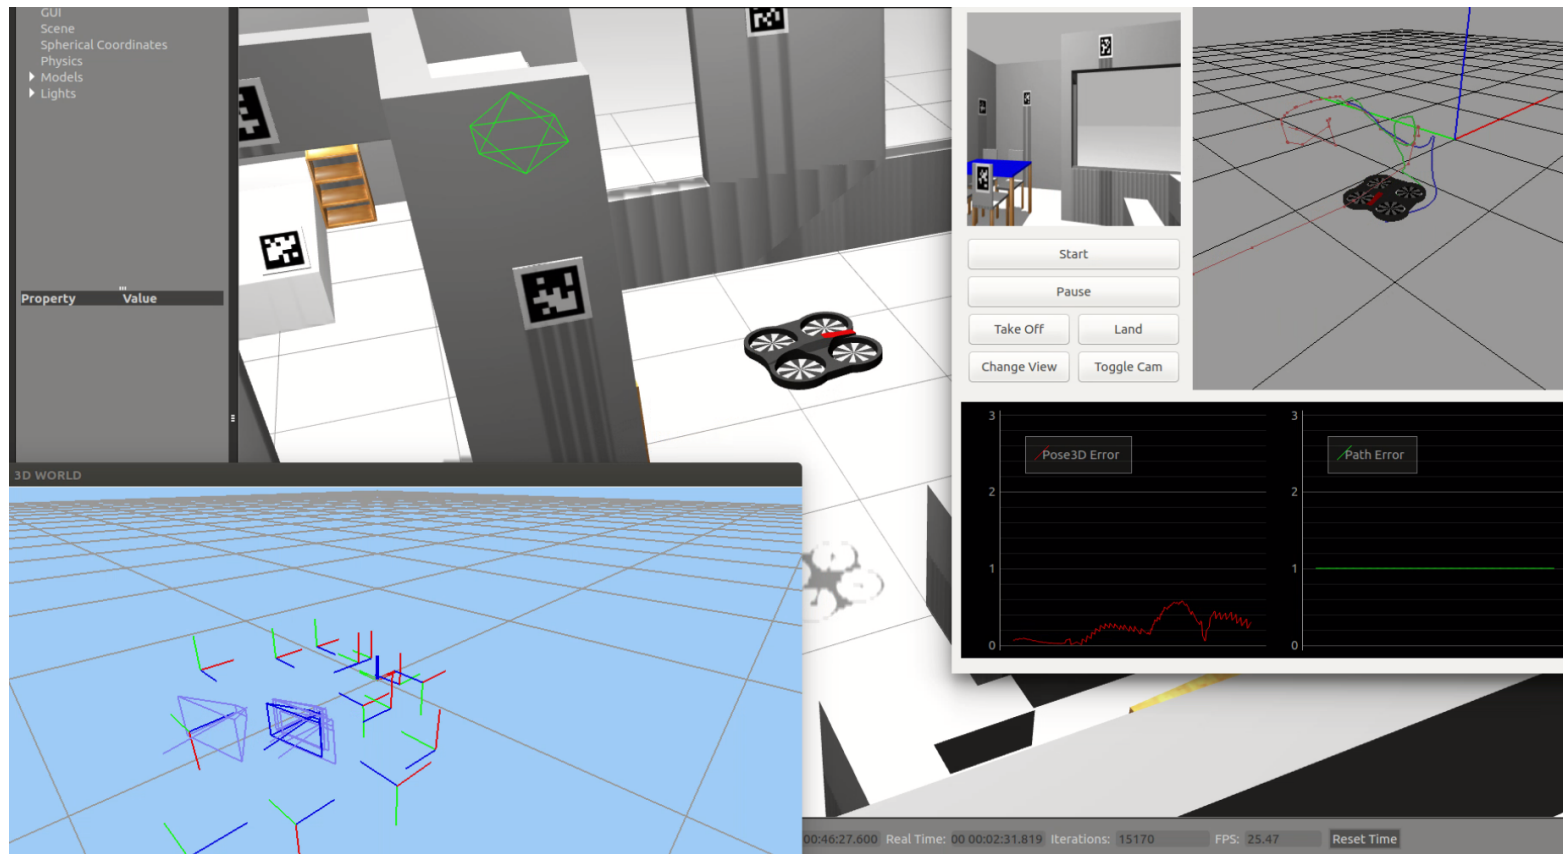 GUI
Scene
Spherical Coordinates
Physics
Models
Lights
Property Value
Start
Pause
Take Off Land
Change View Toggle Cam
3
2
1
0
Pose3D Error
3
2
1
0
Path Error
3D WORLD
00:46:27.600 Real Time: 00 00:02:31.819 Iterations: 15170 FPS: 25.47 Reset Time